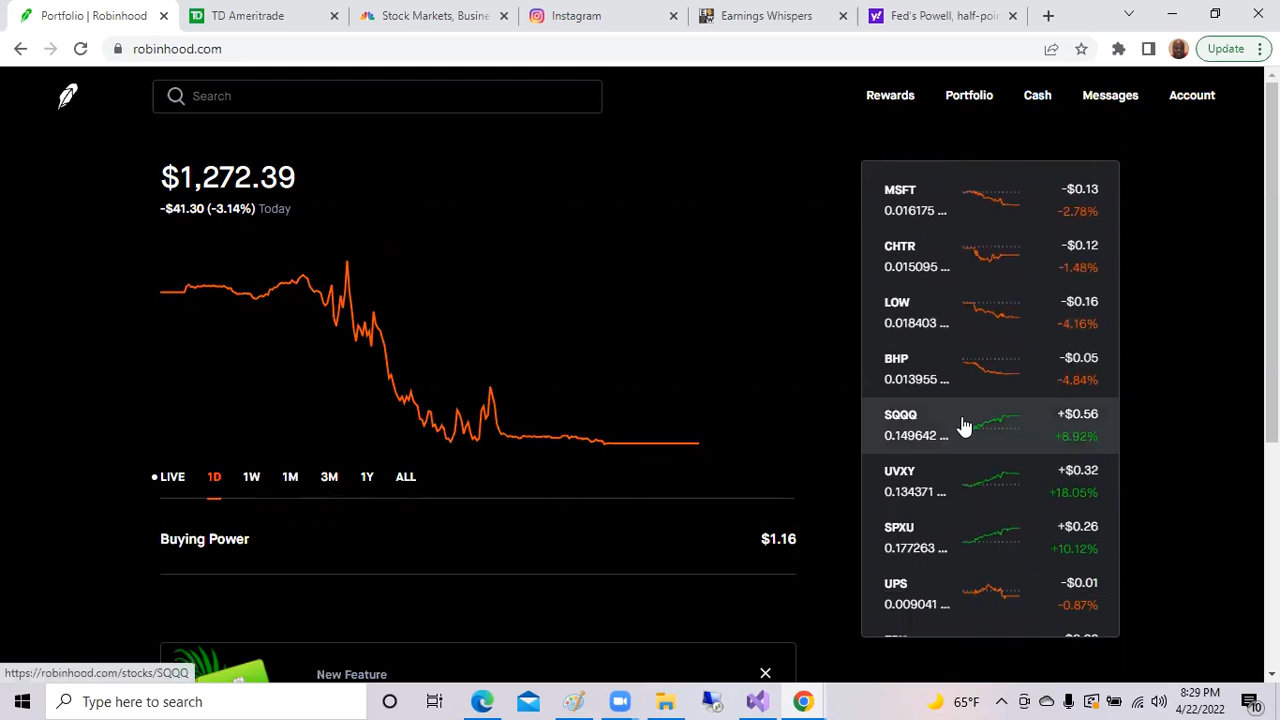 Portfolio | Robinhood
TD Ameritrade
Stock Markets, Busine
Instagram
Earnings Whispers
Fed's Powell, half-poi
robinhood.com
Update
Search
Rewards
Portfolio
Cash
Messages
Account
$1,272.39
-$41.30 (-3.14%) Today
LIVE
1D
1W
1M
3M
1Y
ALL
Buying Power
$1.16
New Feature
MSFT
-$0.13
0.016175 ...
-2.78%
CHTR
-$0.12
0.015095 ...
-1.48%
LOW
-$0.16
0.018403 ...
-4.16%
BHP
-$0.05
0.013955 ...
-4.84%
SQQQ
+$0.56
0.149642 ...
+8.92%
UVXY
+$0.32
0.134371 ...
+18.05%
SPXU
+$0.26
0.177263 ...
+10.12%
UPS
-$0.01
0.009041 ...
-0.87%
https://robinhood.com/stocks/SQQQ
Type here to search
65°F
8:29 PM
4/22/2022
10